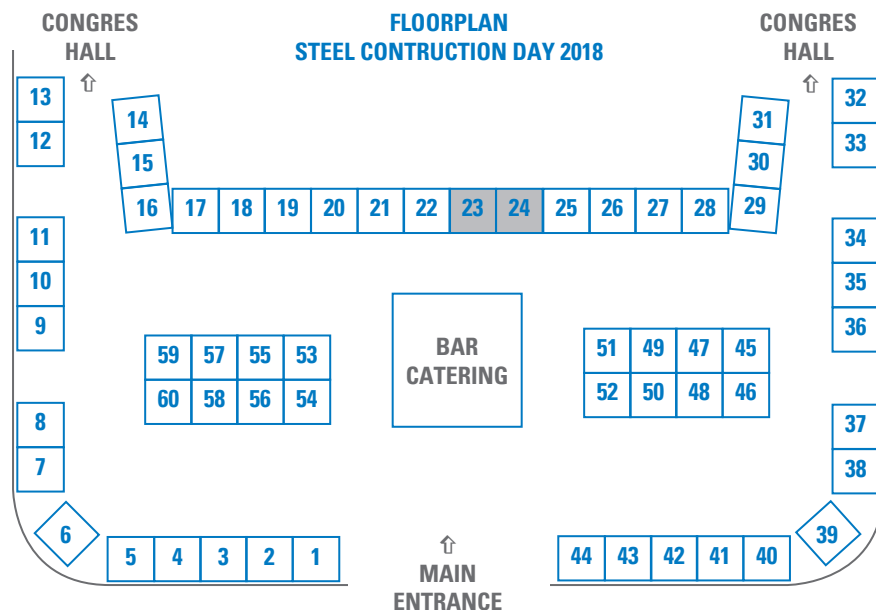 CONGRES
HALL
FLOORPLAN
STEEL CONTRUCTION DAY 2018
CONGRES
HALL
13
12
14
15
16
17 18 19 20 21 22 23 24 25 26 27 28
31
30
29
32
33
11
10
9
34
35
36
59 57 55 53
60 58 56 54
BAR
CATERING
51 49 47 45
52 50 48 46
8
7
6
37
38
39
5 4 3 2 1
MAIN
ENTRANCE
44 43 42 41 40